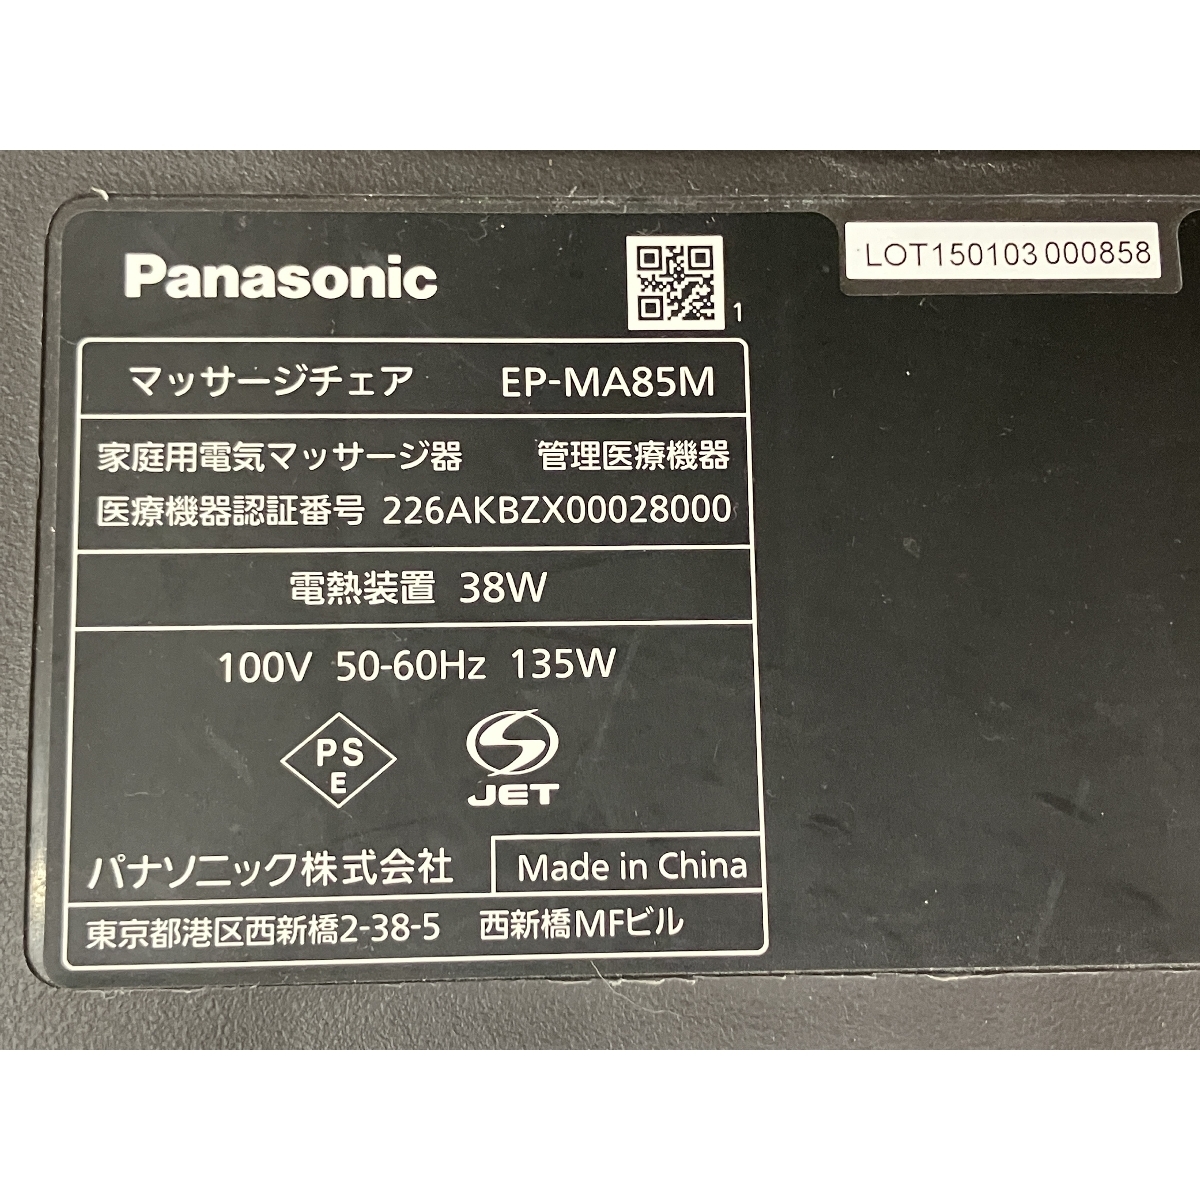 Panasonic
1
LOT150103 000858
マッサージチェア EP-MA85M
家庭用電気マッサージ器 管理医療機器
医療機器認証番号 226AKBZX00028000
電熱装置 38W
100V 50-60Hz 135W
PS
E
JET
パナソニック株式会社 Made in China
東京都港区西新橋2-38-5 西新橋MFビル